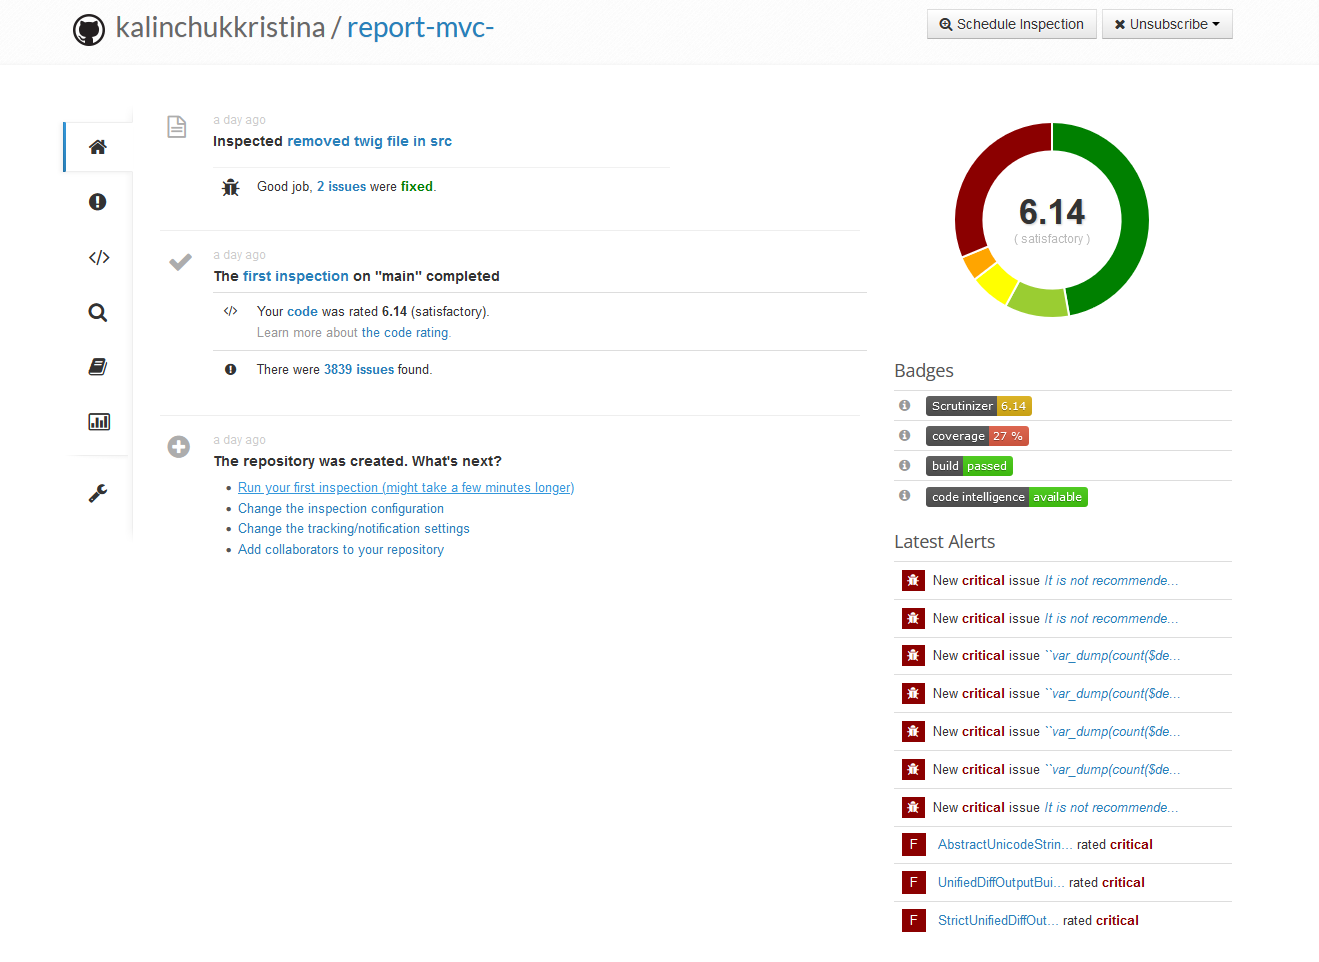 kalinchukkristina / report-mvc-
Schedule Inspection
Unsubscribe
a day ago
Inspected removed twig file in src
Good job, 2 issues were fixed.
a day ago
The first inspection on "main" completed
Your code was rated 6.14 (satisfactory).
Learn more about the code rating.
There were 3839 issues found.
a day ago
The repository was created. What's next?
Run your first inspection (might take a few minutes longer)
Change the inspection configuration
Change the tracking/notification settings
Add collaborators to your repository
6.14
( satisfactory )
Badges
Scrutinizer 6.14
coverage 27 %
build passed
code intelligence available
Latest Alerts
New critical issue It is not recommende...
New critical issue It is not recommende...
New critical issue ``var_dump(count($de...
New critical issue ``var_dump(count($de...
New critical issue ``var_dump(count($de...
New critical issue ``var_dump(count($de...
New critical issue It is not recommende...
F AbstractUnicodeStrin... rated critical
F UnifiedDiffOutputBui... rated critical
F StrictUnifiedDiffOut... rated critical